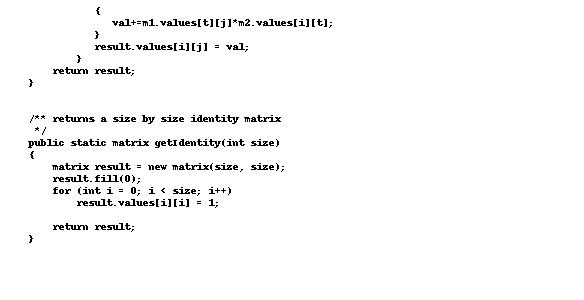 {
val+=m1.values[t][j]*m2.values[i][t];
}
result.values[i][j] = val;
}
return result;
}
/** returns a size by size identity matrix
*/
public static matrix getIdentity(int size)
{
matrix result = new matrix(size, size);
result.fill(0);
for (int i = 0; i < size; i++)
result.values[i][i] = 1;
return result;
}